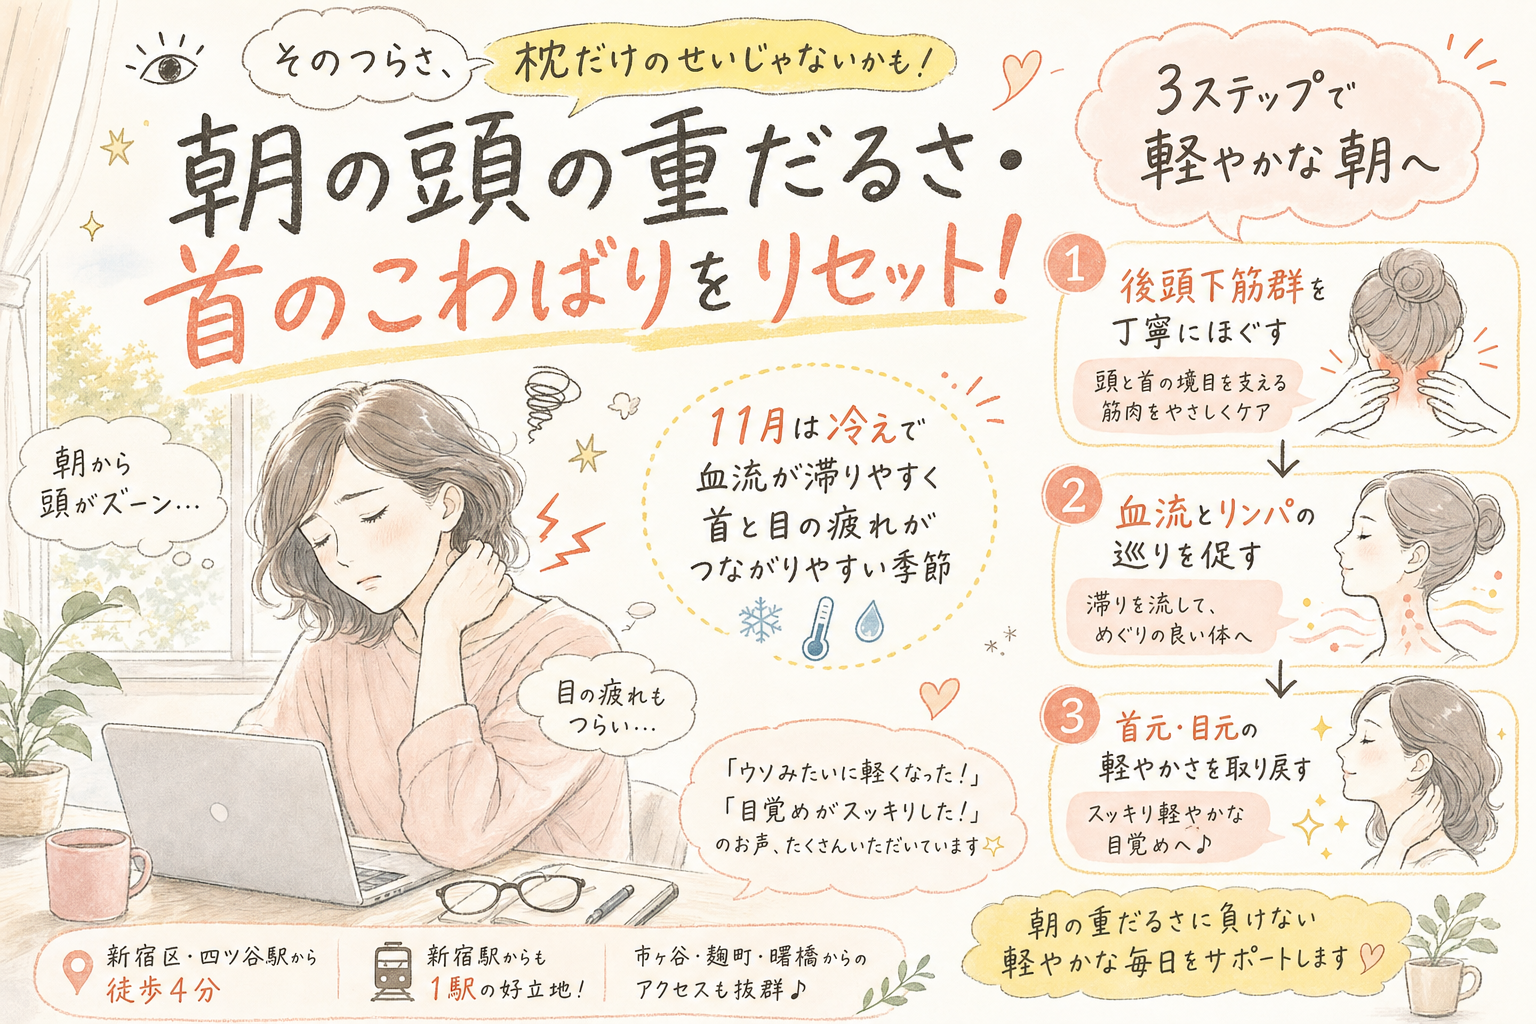 そのつらさ、
枕だけのせいじゃないかも!
朝の頭の重だるさ・
首のこわばりをリセット!
朝から
頭がズーン…
目の疲れも
つらい…
11月は冷えで
血流が滞りやすく
首と目の疲れが
つながりやすい季節
「ウソみたいに軽くなった!」
「目覚めがスッキリした!」
のお声、たくさんいただいています☆
3ステップで
軽やかな朝へ
1
後頭下筋群を
丁寧にほぐす
頭と首の境目を支える
筋肉をやさしくケア
2
血流とリンパの
巡りを促す
滞りを流して、
めぐりの良い体へ
3
首元・目元の
軽やかさを取り戻す
スッキリ軽やかな
目覚めへ♪
新宿区・四ツ谷駅から
徒歩4分
新宿駅からも
1駅の好立地!
市ヶ谷・麹町・曙橋からの
アクセスも抜群♪
朝の重だるさに負けない
軽やかな毎日をサポートします